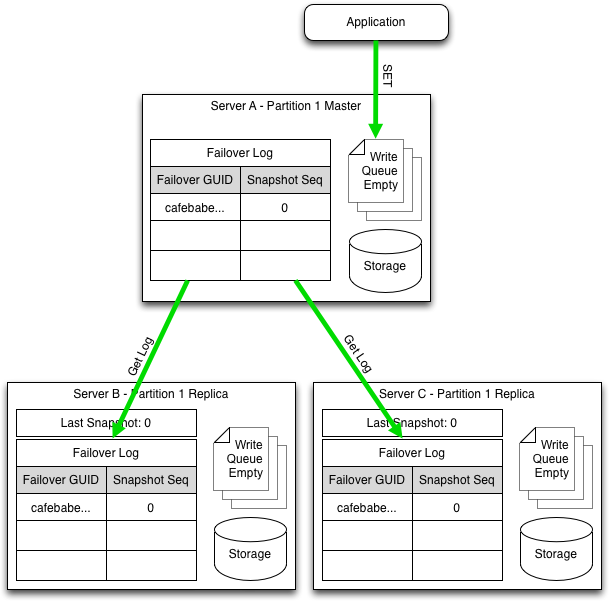 Application
SET
Server A - Partition 1 Master
Failover Log
Failover GUID Snapshot Seq
cafebabe... 0
Write
Queue
Empty
Storage
Get Log
Get Log
Server B - Partition 1 Replica
Last Snapshot: 0
Failover Log
Failover GUID Snapshot Seq
cafebabe... 0
Write
Queue
Empty
Storage
Server C - Partition 1 Replica
Last Snapshot: 0
Failover Log
Failover GUID Snapshot Seq
cafebabe... 0
Write
Queue
Empty
Storage